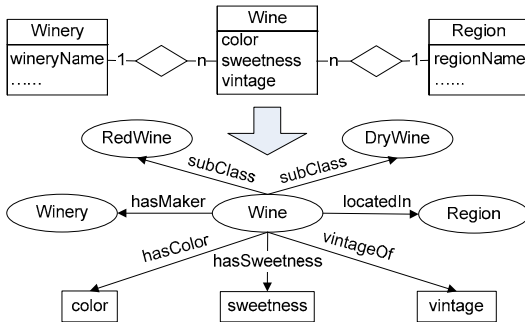 Winery
Wine
Region
wineryName
1
n
color
sweetness
vintage
n
1
regionName
......
......
RedWine
DryWine
subClass
subClass
Winery
hasMaker
Wine
locatedIn
Region
hasColor
hasSweetness
vintageOf
color
sweetness
vintage